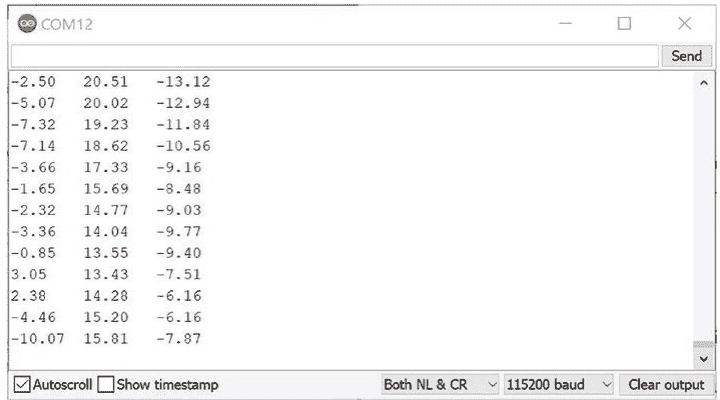 COM12
Send
-2.50 20.51 -13.12
-5.07 20.02 -12.94
-7.32 19.23 -11.84
-7.14 18.62 -10.56
-3.66 17.33 -9.16
-1.65 15.69 -8.48
-2.32 14.77 -9.03
-3.36 14.04 -9.77
-0.85 13.55 -9.40
3.05 13.43 -7.51
2.38 14.28 -6.16
-4.46 15.20 -6.16
-10.07 15.81 -7.87
Autoscroll Show timestamp Both NL & CR 115200 baud Clear output